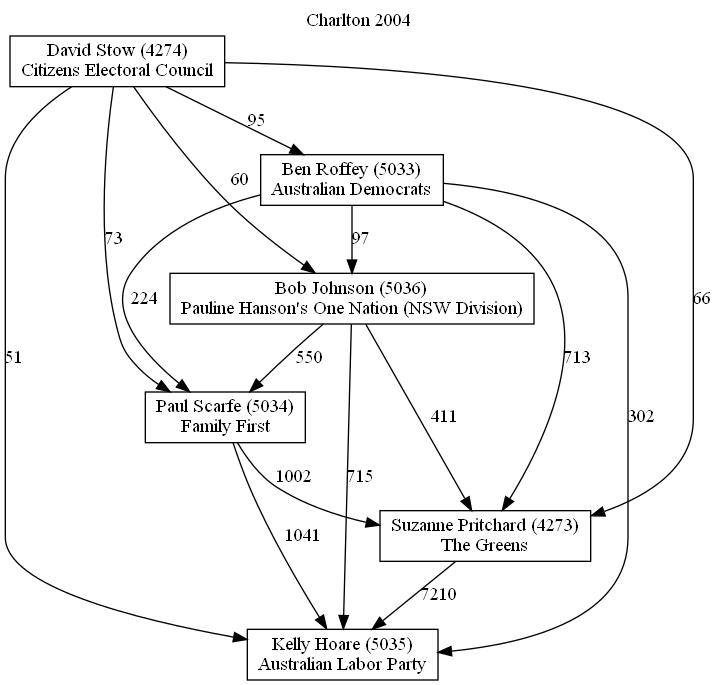 Charlton 2004
David Stow (4274)
Citizens Electoral Council
95
Ben Roffey (5033)
Australian Democrats
60
73
97
Bob Johnson (5036)
Pauline Hanson's One Nation (NSW Division)
224
66
51
550
713
Paul Scarfe (5034)
Family First
411
302
1002
715
Suzanne Pritchard (4273)
The Greens
1041
7210
Kelly Hoare (5035)
Australian Labor Party